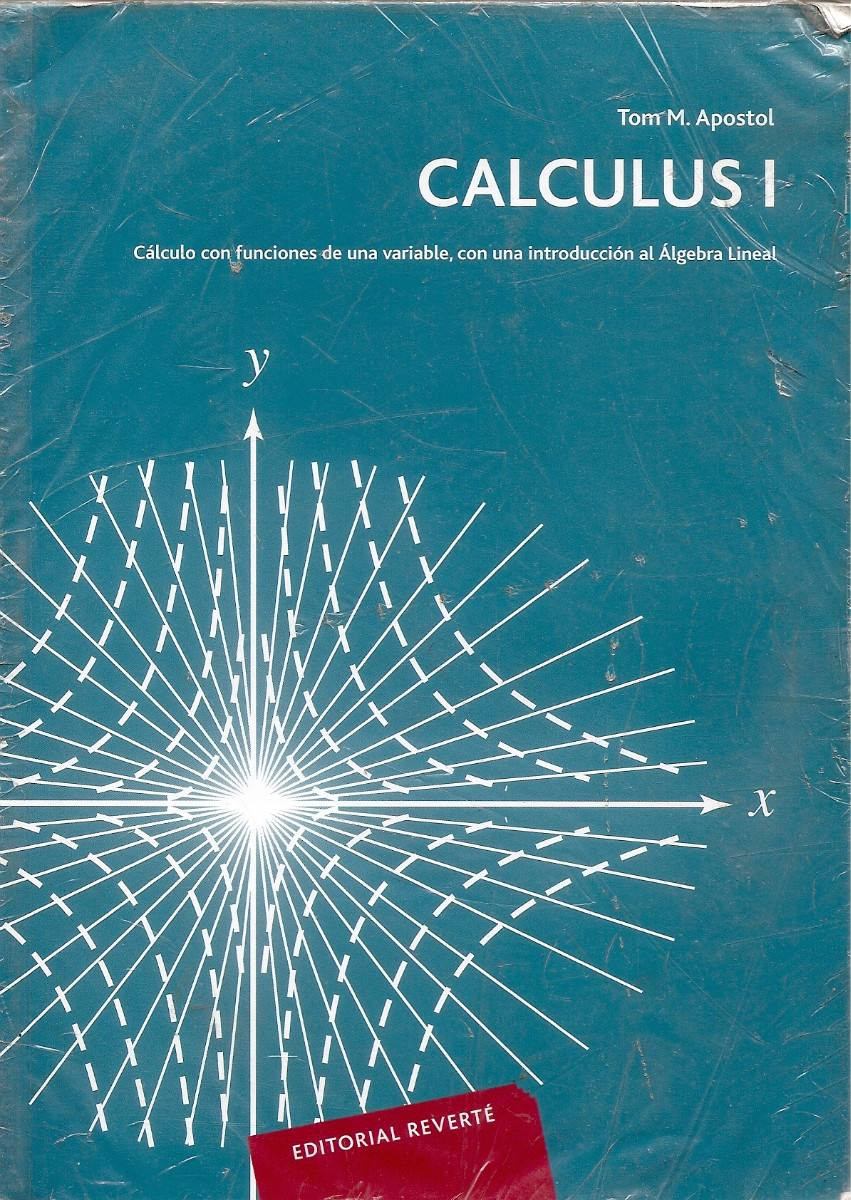 Tom M. Apostol
CALCULUS I
Cálculo con funciones de una variable, con una introducción al Álgebra Lineal
y
x
EDITORIAL REVERTÉ